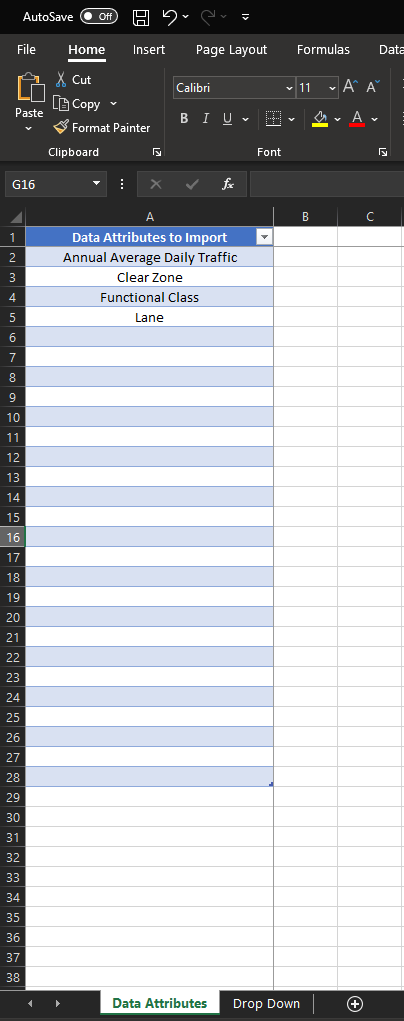 AutoSave Off
File Home Insert Page Layout Formulas Data
Paste
Cut
Copy
Format Painter
Clipboard
Calibri 11 A A
B I U A
Font
G16 fx
A B C
1 Data Attributes to Import
2 Annual Average Daily Traffic
3 Clear Zone
4 Functional Class
5 Lane
6
7
8
9
10
11
12
13
14
15
16
17
18
19
20
21
22
23
24
25
26
27
28
29
30
31
32
33
34
35
36
37
38
Data Attributes Drop Down